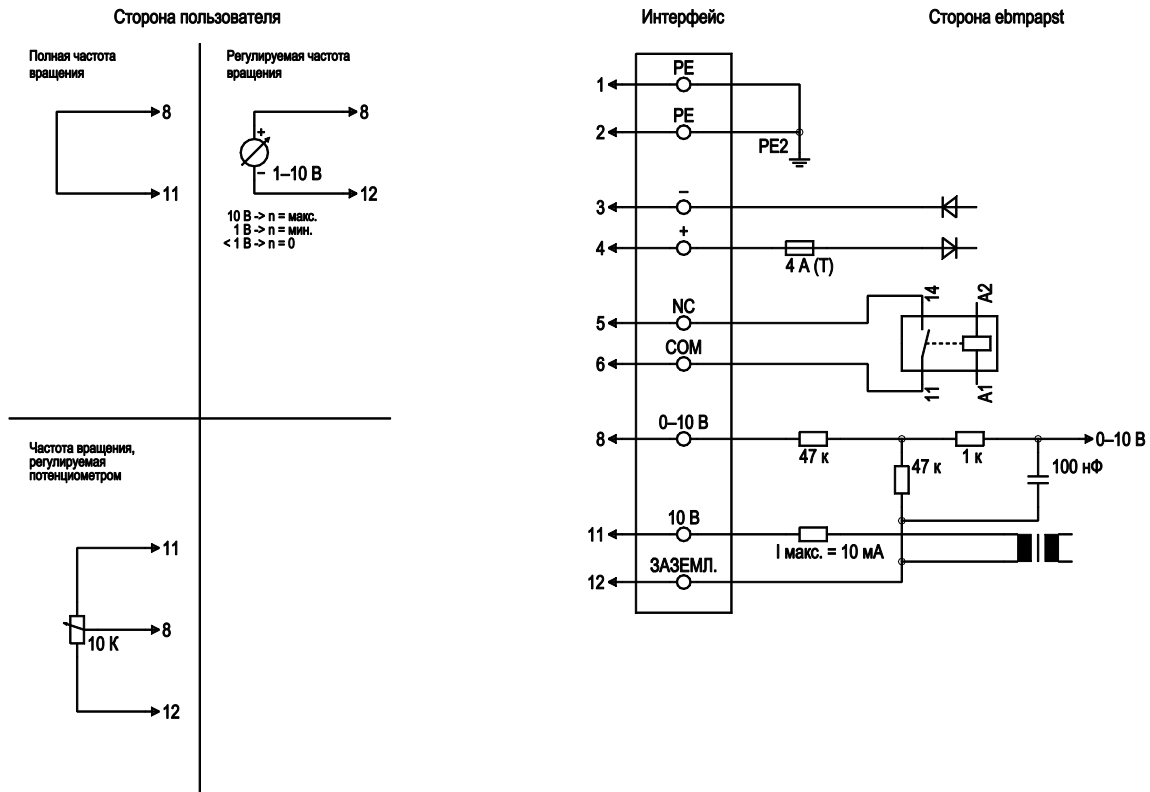 Сторона пользователя
Интерфейс
Сторона ebmpapst
Полная частота
вращения
8
11
Регулируемая частота
вращения
8
+
–
1–10 В
12
10 В -> n = макс.
1 В -> n = мин.
< 1 В -> n = 0
Частота вращения,
регулируемая
потенциометром
11
8
10 K
12
1
PE
2
PE
PE2
3
–
4
+
4 A (T)
5
NC
14
A2
6
COM
11
A1
8
0–10 В
47 к
47 к
1 к
0–10 В
100 нФ
11
10 В
I макс. = 10 мА
12
ЗАЗЕМЛ.